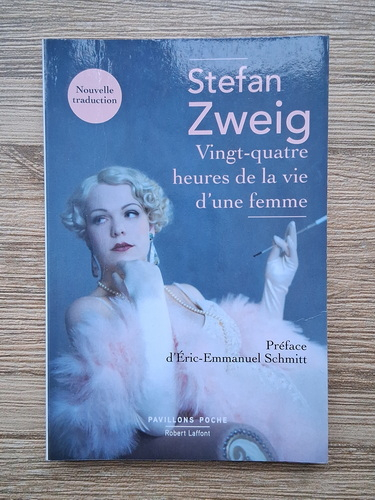 Nouvelle
traduction
Stefan
Zweig
Vingt-quatre
heures de la vie
d'une femme
Préface
d'Éric-Emmanuel Schmitt
PAVILLONS POCHE
Robert Laffont